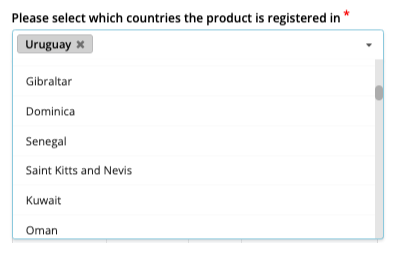 Please select which countries the product is registered in *
Uruguay ×
Gibraltar
Dominica
Senegal
Saint Kitts and Nevis
Kuwait
Oman